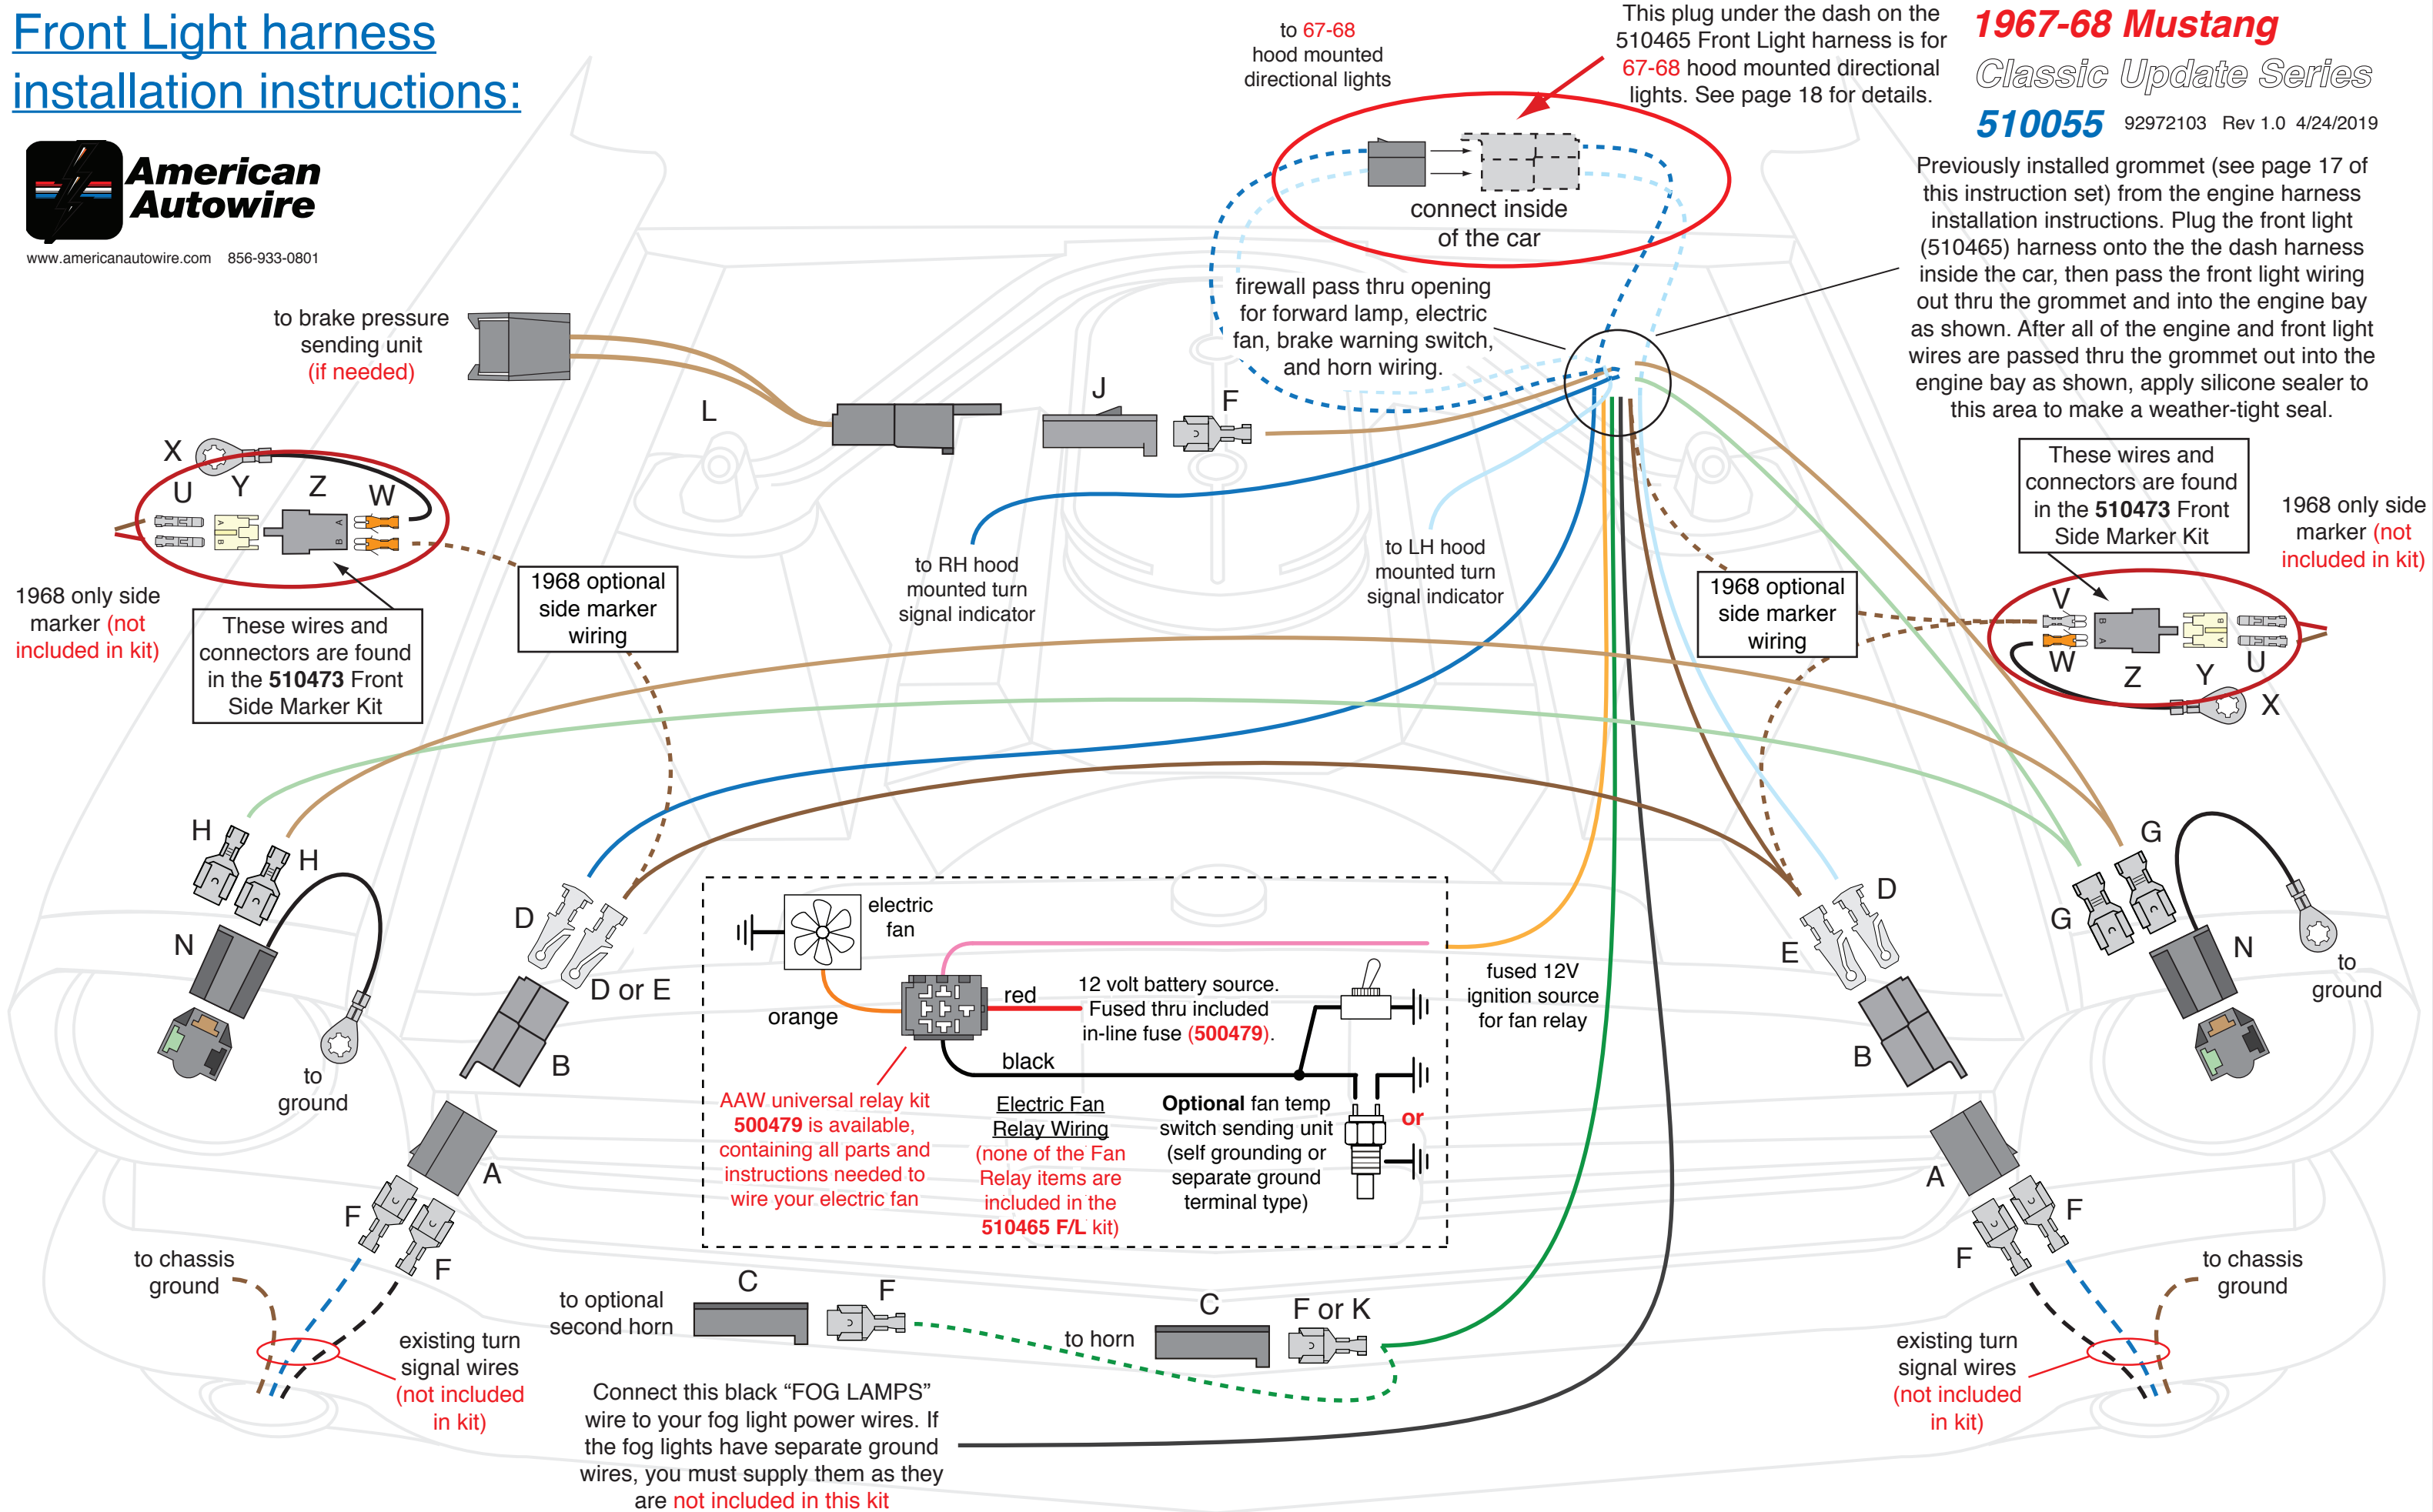 Front Light harness
installation instructions:
American
Autowire
www.americanautowire.com 856-933-0801
to 67-68
hood mounted
directional lights
This plug under the dash on the
510465 Front Light harness is for
67-68 hood mounted directional
lights. See page 18 for details.
1967-68 Mustang
Classic Update Series
510055 92972103 Rev 1.0 4/24/2019
Previously installed grommet (see page 17 of
this instruction set) from the engine harness
installation instructions. Plug the front light
(510465) harness onto the the dash harness
inside the car, then pass the front light wiring
out thru the grommet and into the engine bay
as shown. After all of the engine and front light
wires are passed thru the grommet out into the
engine bay as shown, apply silicone sealer to
this area to make a weather-tight seal.
connect inside
of the car
firewall pass thru opening
for forward lamp, electric
fan, brake warning switch,
and horn wiring.
to brake pressure
sending unit
(if needed)
L
J
F
X
U
Y
Z
W
A
B
A
B
1968 only side
marker (not
included in kit)
These wires and
connectors are found
in the 510473 Front
Side Marker Kit
1968 optional
side marker
wiring
to RH hood
mounted turn
signal indicator
to LH hood
mounted turn
signal indicator
1968 optional
side marker
wiring
These wires and
connectors are found
in the 510473 Front
Side Marker Kit
1968 only side
marker (not
included in kit)
V
W
B
A
Z
B
Y
U
X
H
H
N
to
ground
D
D or E
B
A
F
F
to chassis
ground
existing turn
signal wires
(not included
in kit)
electric
fan
orange
red
12 volt battery source.
Fused thru included
in-line fuse (500479).
black
AAW universal relay kit
500479 is available,
containing all parts and
instructions needed to
wire your electric fan
Electric Fan
Relay Wiring
(none of the Fan
Relay items are
included in the
510465 F/L kit)
Optional fan temp
switch sending unit
(self grounding or
separate ground
terminal type)
or
fused 12V
ignition source
for fan relay
G
G
N
to
ground
D
E
B
A
F
F
to chassis
ground
existing turn
signal wires
(not included
in kit)
to optional
second horn
C
F
to horn
C
F or K
Connect this black “FOG LAMPS”
wire to your fog light power wires. If
the fog lights have separate ground
wires, you must supply them as they
are not included in this kit